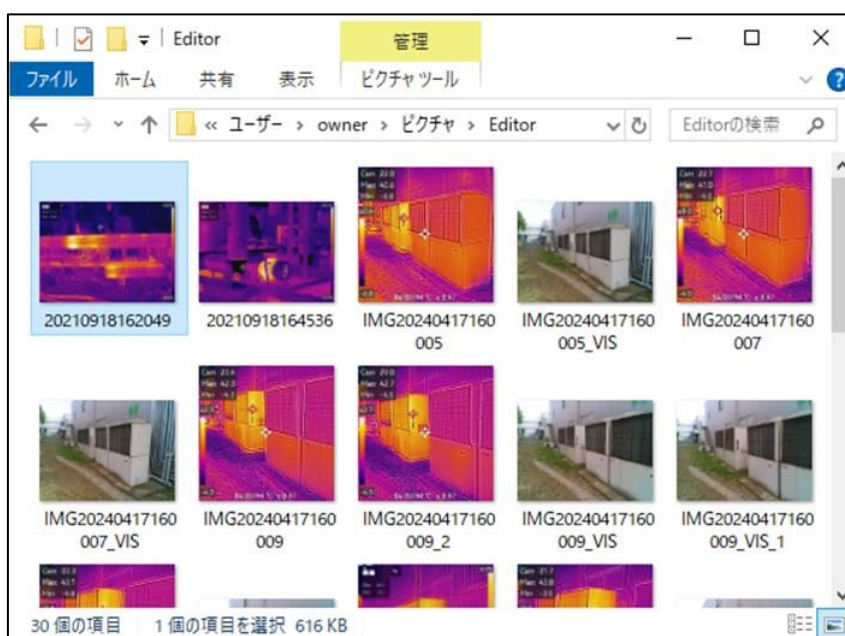 Editor
管理
ファイル ホーム 共有 表示 ピクチャ ツール
« ユーザー › owner › ピクチャ › Editor
Editorの検索
20210918162049
20210918164536
IMG20240417160
005
IMG20240417160
005_VIS
IMG20240417160
007
IMG20240417160
007_VIS
IMG20240417160
009
IMG20240417160
009_2
IMG20240417160
009_VIS
IMG20240417160
009_VIS_1
30 個の項目 1 個の項目を選択 616 KB